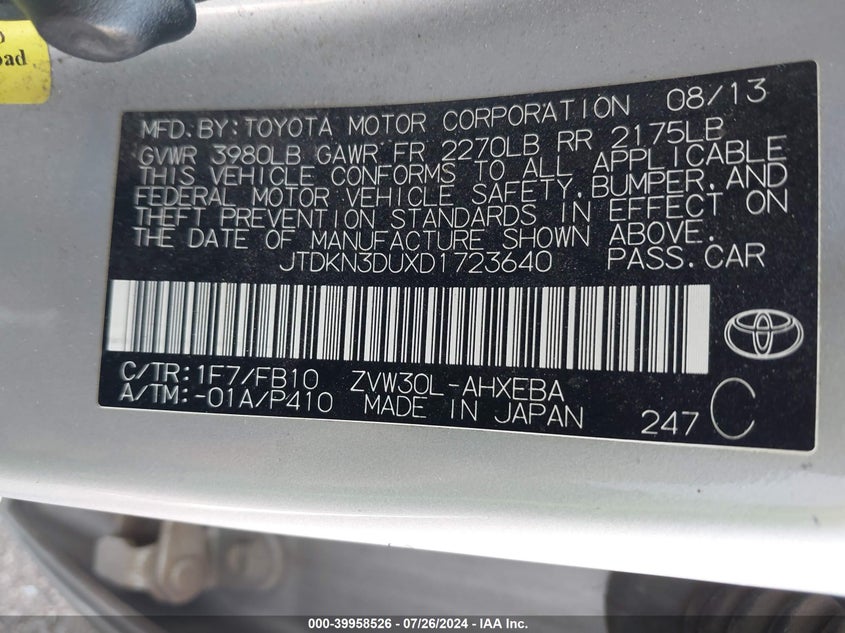 oad
MFD.BY:TOYOTA MOTOR CORPORATION 08/13
GVWR 3980LB GAWR FR 2270LB RR 2175LB
THIS VEHICLE CONFORMS TO ALL APPLICABLE
FEDERAL MOTOR VEHICLE SAFETY,BUMPER,AND
THEFT PREVENTION STANDARDS IN EFFECT ON
THE DATE OF MANUFACTURE SHOWN ABOVE.
JTDKN3DUXD1723640 PASS.CAR
C/TR:1F7/FB10 ZVW30L-AHXEBA
A/TM:-01A/P410 MADE IN JAPAN 247 C
000-39958526 - 07/26/2024 - IAA Inc.